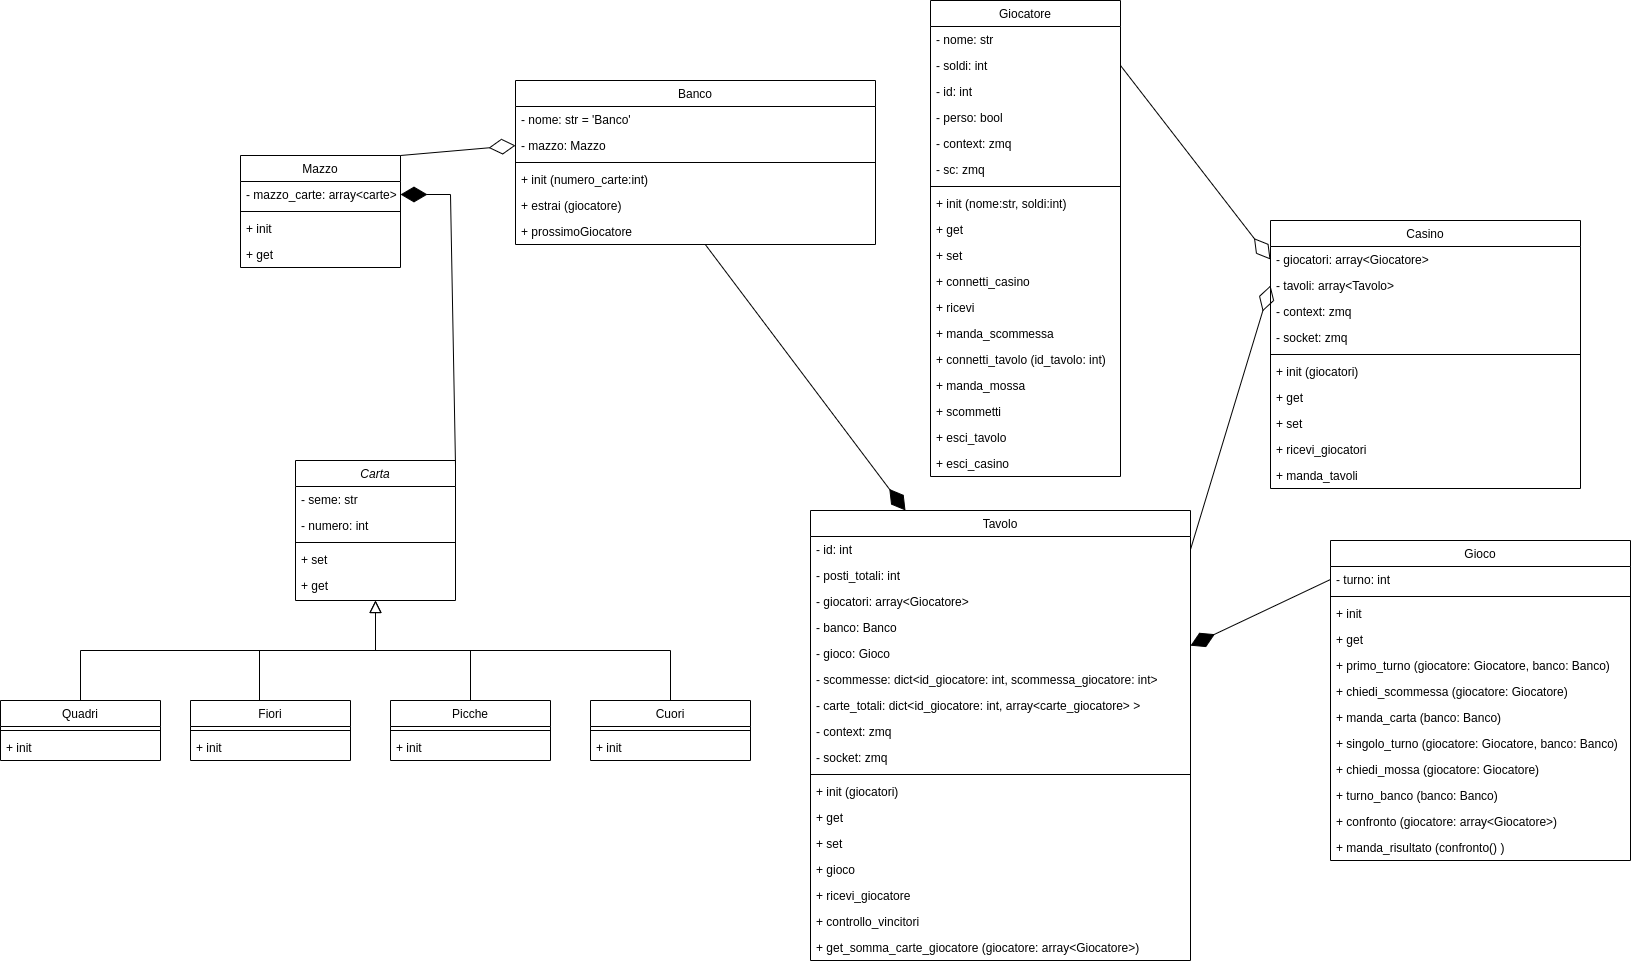 Giocatore
- nome: str
- soldi: int
- id: int
- perso: bool
- context: zmq
- sc: zmq
+ init (nome:str, soldi:int)
+ get
+ set
+ connetti_casino
+ ricevi
+ manda_scommessa
+ connetti_tavolo (id_tavolo: int)
+ manda_mossa
+ scommetti
+ esci_tavolo
+ esci_casino
Banco
- nome: str = 'Banco'
- mazzo: Mazzo
+ init (numero_carte:int)
+ estrai (giocatore)
+ prossimoGiocatore
Mazzo
- mazzo_carte: array<carte>
+ init
+ get
Casino
- giocatori: array<Giocatore>
- tavoli: array<Tavolo>
- context: zmq
- socket: zmq
+ init (giocatori)
+ get
+ set
+ ricevi_giocatori
+ manda_tavoli
Carta
- seme: str
- numero: int
+ set
+ get
Tavolo
- id: int
- posti_totali: int
- giocatori: array<Giocatore>
- banco: Banco
- gioco: Gioco
- scommesse: dict<id_giocatore: int, scommessa_giocatore: int>
- carte_totali: dict<id_giocatore: int, array<carte_giocatore> >
- context: zmq
- socket: zmq
+ init (giocatori)
+ get
+ set
+ gioco
+ ricevi_giocatore
+ controllo_vincitori
+ get_somma_carte_giocatore (giocatore: array<Giocatore>)
Gioco
- turno: int
+ init
+ get
+ primo_turno (giocatore: Giocatore, banco: Banco)
+ chiedi_scommessa (giocatore: Giocatore)
+ manda_carta (banco: Banco)
+ singolo_turno (giocatore: Giocatore, banco: Banco)
+ chiedi_mossa (giocatore: Giocatore)
+ turno_banco (banco: Banco)
+ confronto (giocatore: array<Giocatore>)
+ manda_risultato (confronto() )
Quadri
+ init
Fiori
+ init
Picche
+ init
Cuori
+ init